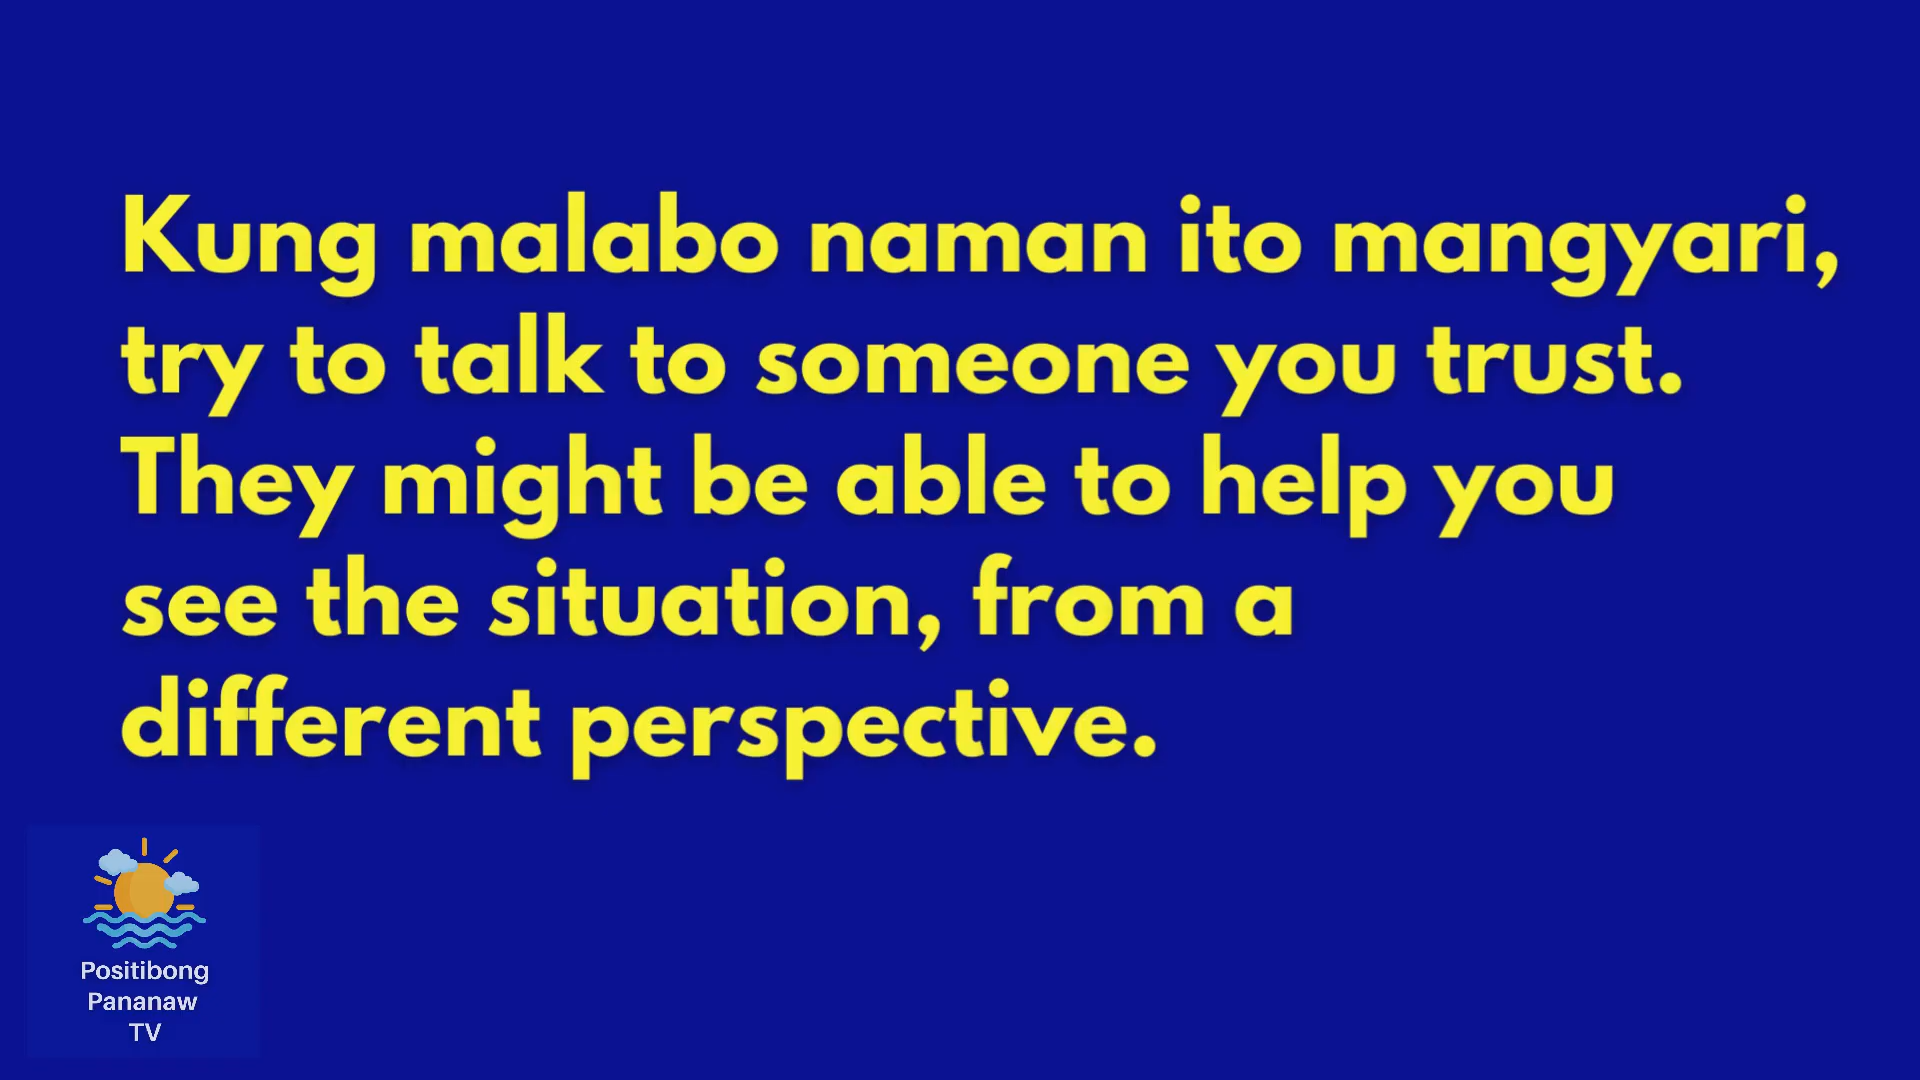 Kung malabo naman ito mangyari,
try to talk to someone you trust.
They might be able to help you
see the situation, from a
different perspective.
Positibong
Pananaw
TV